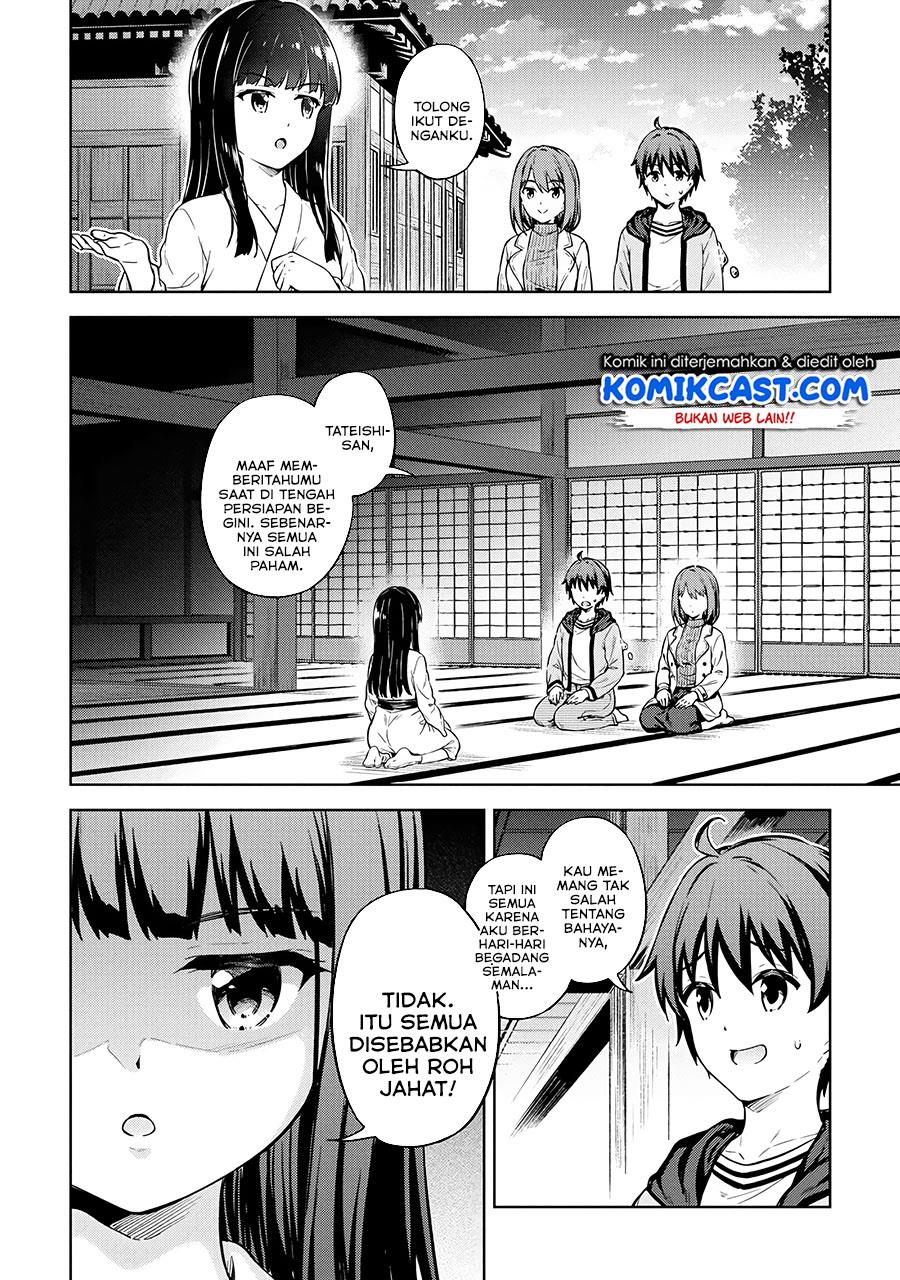 TOLONG
IKUT DE-
NGANKU.
Komik ini diterjemahkan & diedit oleh
KOMIKCAST.COM
BUKAN WEB LAIN!!
TATEISHI-
SAN,
MAAF MEM-
BERITAHUMU
SAAT DI TENGAH
PERSIAPAN BE-
GINI. SEBENAR-
NYA SEMUA
INI SALAH
PAHAM.
KAU ME-
MANG TAK
SALAH
TENTANG
BAHAYA-
NYA,
TAPI INI
SEMUA
KARENA
AKU BER-
HARI-HARI
BEGADANG
SEMALA-
MAN...
TIDAK.
ITU SEMUA
DISEBABKAN
OLEH ROH
JAHAT!